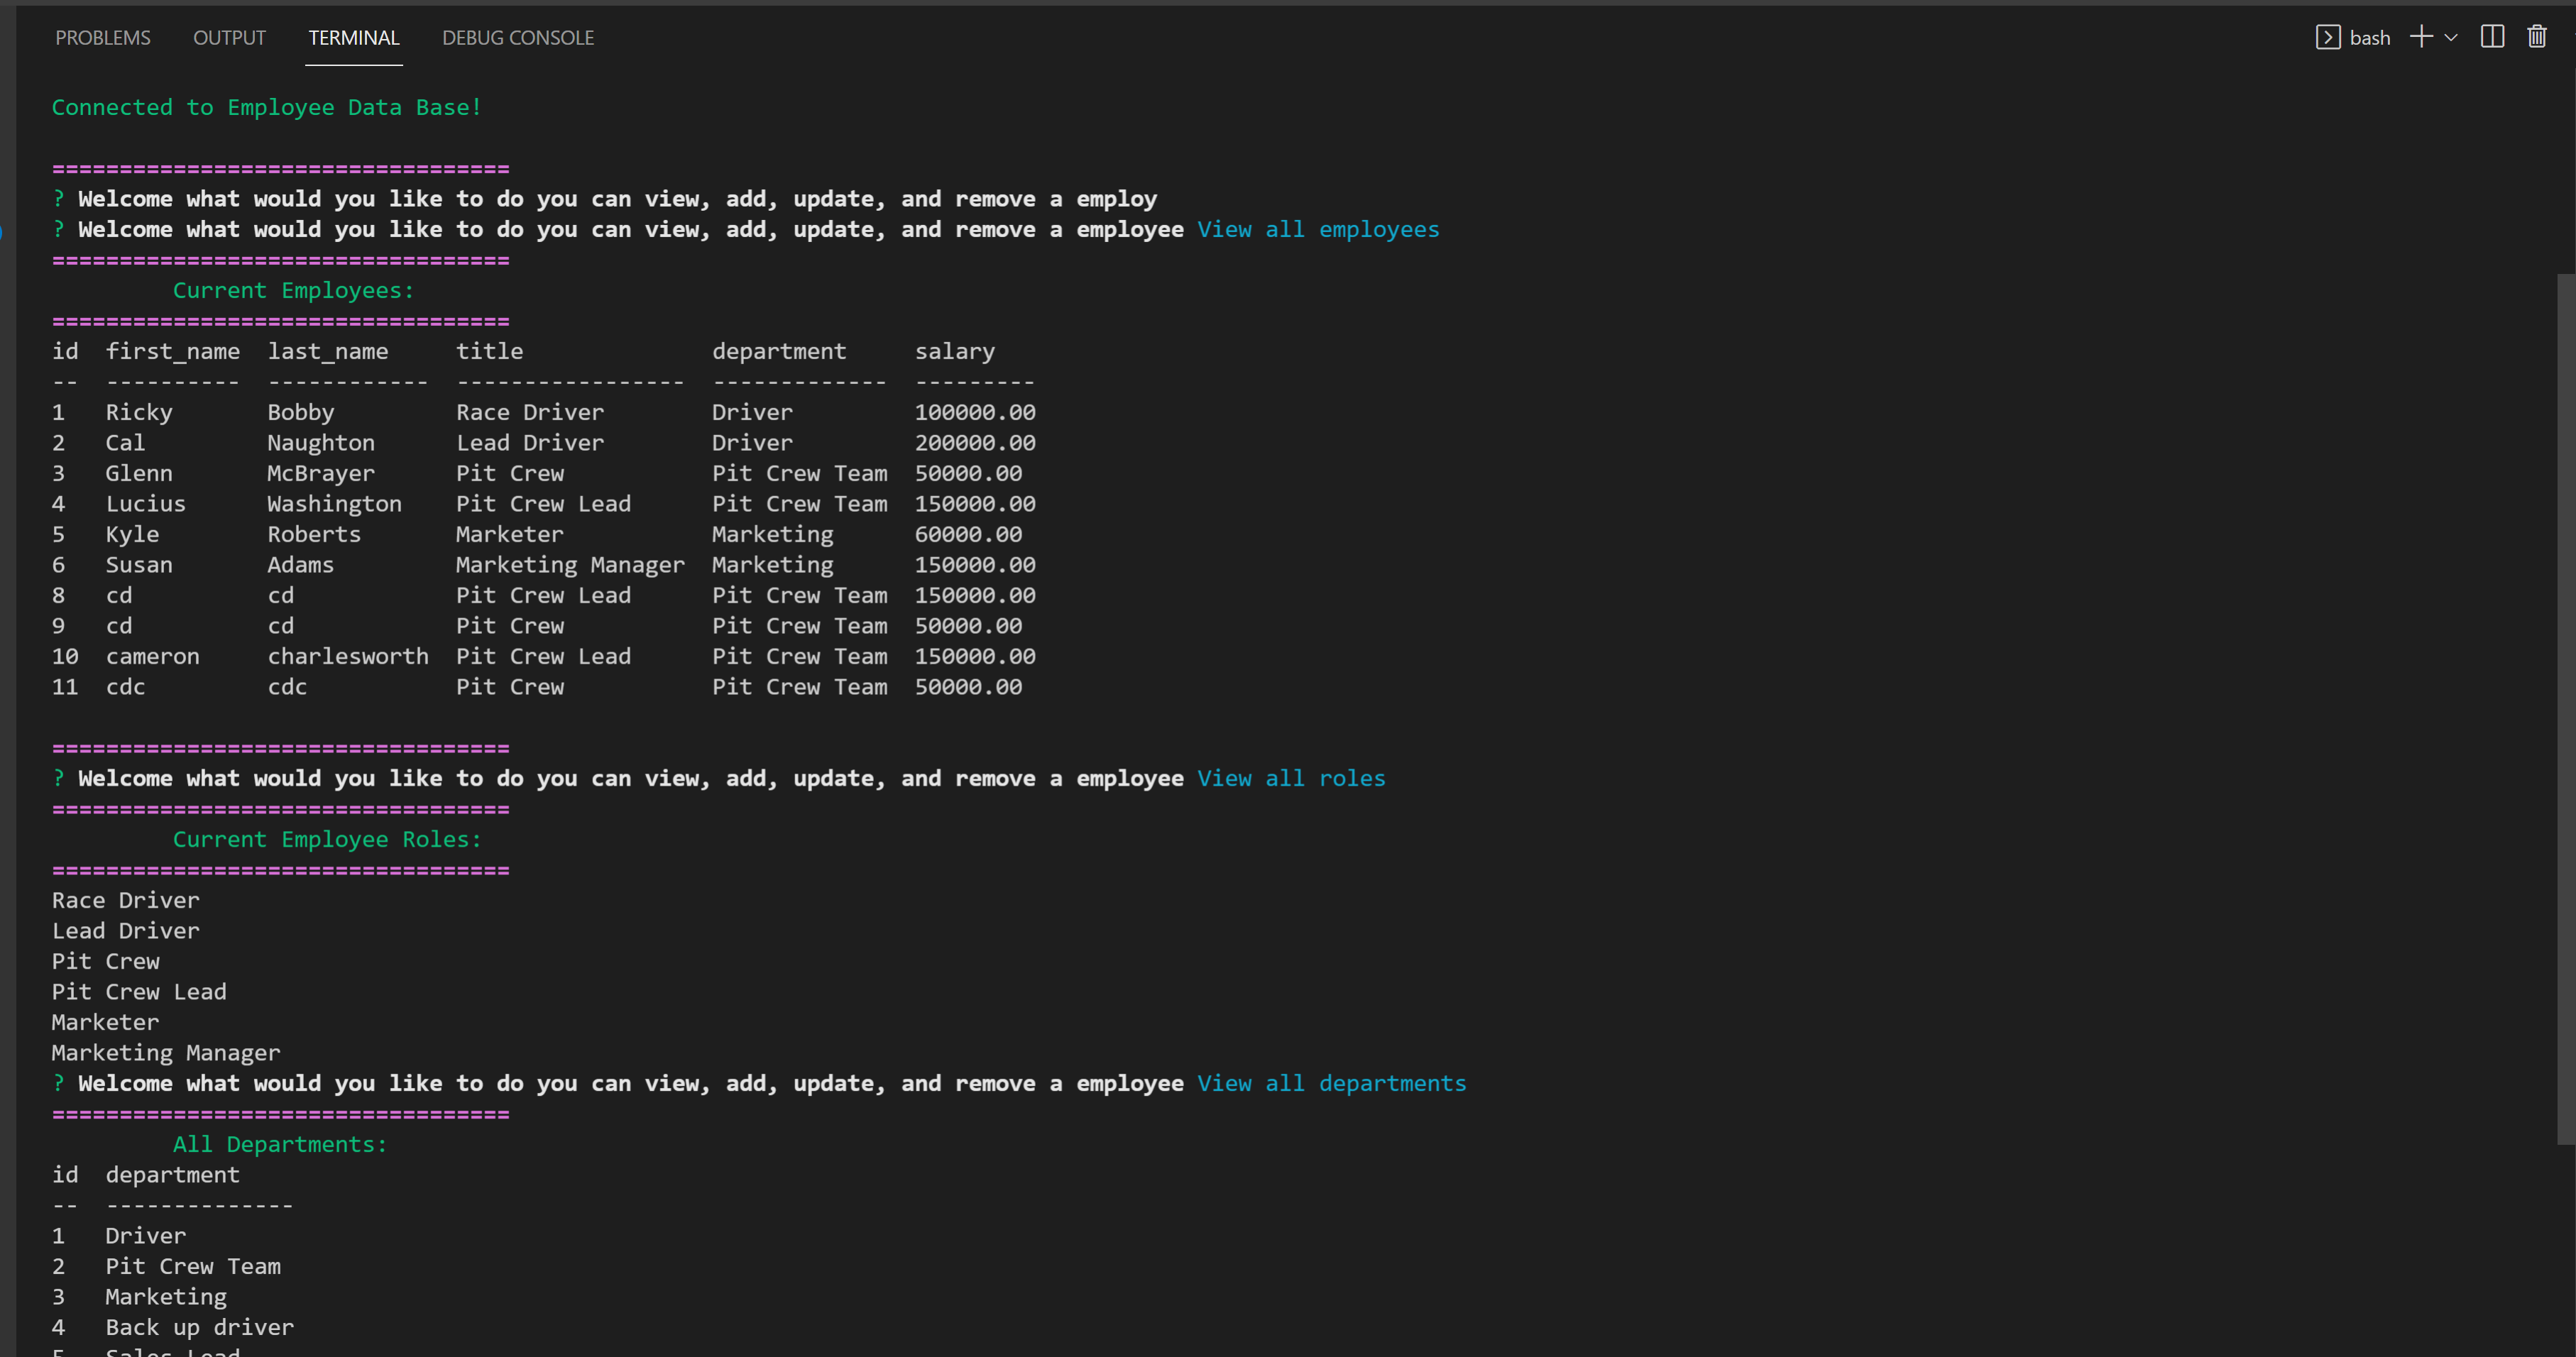 PROBLEMS OUTPUT TERMINAL DEBUG CONSOLE bash
Connected to Employee Data Base!
==================================
? Welcome what would you like to do you can view, add, update, and remove a employ
? Welcome what would you like to do you can view, add, update, and remove a employee View all employees
==================================
Current Employees:
==================================
id  first_name  last_name     title              department     salary
--  ----------  ------------  -----------------  -------------  ---------
1   Ricky       Bobby         Race Driver        Driver         100000.00
2   Cal         Naughton      Lead Driver        Driver         200000.00
3   Glenn       McBrayer      Pit Crew           Pit Crew Team  50000.00
4   Lucius      Washington    Pit Crew Lead      Pit Crew Team  150000.00
5   Kyle        Roberts       Marketer           Marketing      60000.00
6   Susan       Adams         Marketing Manager  Marketing      150000.00
8   cd          cd            Pit Crew Lead      Pit Crew Team  150000.00
9   cd          cd            Pit Crew           Pit Crew Team  50000.00
10  cameron     charlesworth  Pit Crew Lead      Pit Crew Team  150000.00
11  cdc         cdc           Pit Crew           Pit Crew Team  50000.00
==================================
? Welcome what would you like to do you can view, add, update, and remove a employee View all roles
==================================
Current Employee Roles:
==================================
Race Driver
Lead Driver
Pit Crew
Pit Crew Lead
Marketer
Marketing Manager
? Welcome what would you like to do you can view, add, update, and remove a employee View all departments
==================================
All Departments:
id  department
--  --------------
1   Driver
2   Pit Crew Team
3   Marketing
4   Back up driver
5   Sales Lead